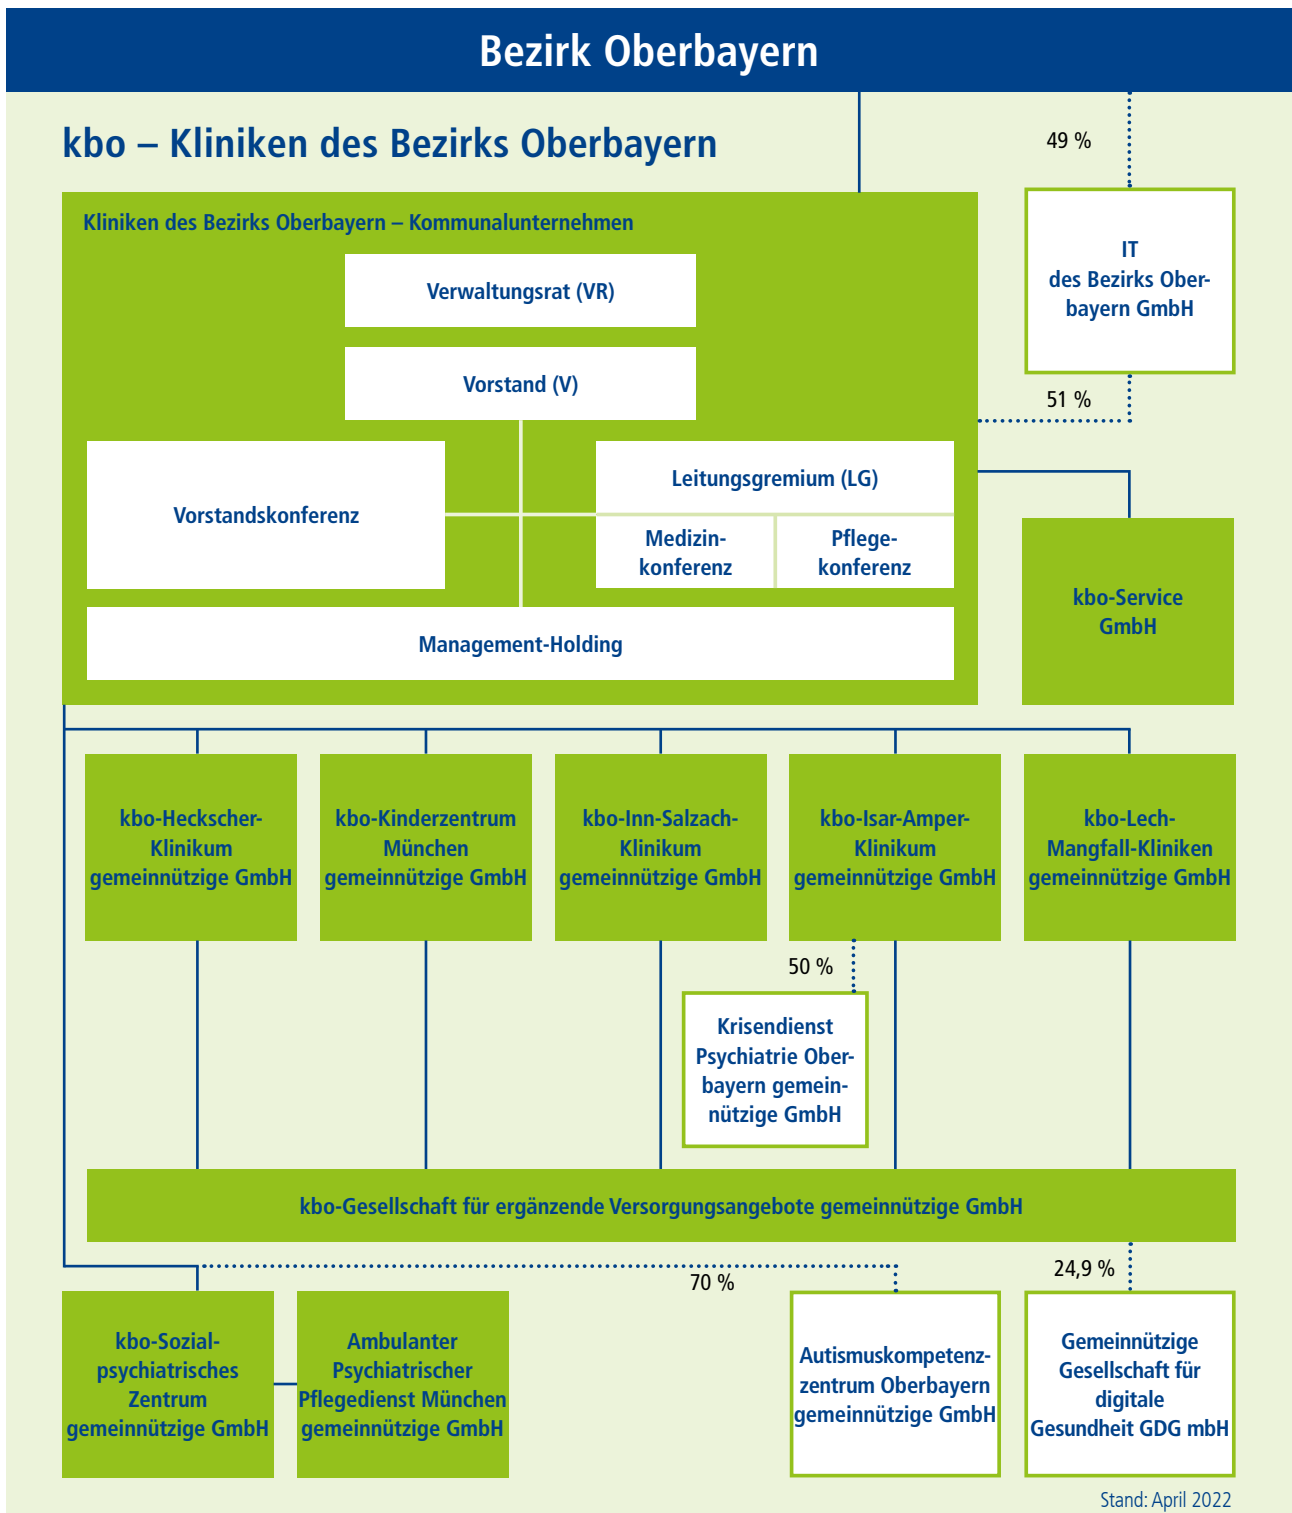 Bezirk Oberbayern
kbo – Kliniken des Bezirks Oberbayern
49 %
Kliniken des Bezirks Oberbayern – Kommunalunternehmen
IT
des Bezirks Ober-
bayern GmbH
Verwaltungsrat (VR)
Vorstand (V)
51 %
Vorstandskonferenz
Leitungsgremium (LG)
Medizin-
konferenz
Pflege-
konferenz
kbo-Service
GmbH
Management-Holding
kbo-Heckscher-
Klinikum
gemeinnützige GmbH
kbo-Kinderzentrum
München
gemeinnützige GmbH
kbo-Inn-Salzach-
Klinikum
gemeinnützige GmbH
kbo-Isar-Amper-
Klinikum
gemeinnützige GmbH
kbo-Lech-
Mangfall-Kliniken
gemeinnützige GmbH
50 %
Krisendienst
Psychiatrie Ober-
bayern gemein-
nützige GmbH
kbo-Gesellschaft für ergänzende Versorgungsangebote gemeinnützige GmbH
70 %
24,9 %
kbo-Sozial-
psychiatrisches
Zentrum
gemeinnützige GmbH
Ambulanter
Psychiatrischer
Pflegedienst München
gemeinnützige GmbH
Autismuskompetenz-
zentrum Oberbayern
gemeinnützige GmbH
Gemeinnützige
Gesellschaft für
digitale
Gesundheit GDG mbH
Stand: April 2022